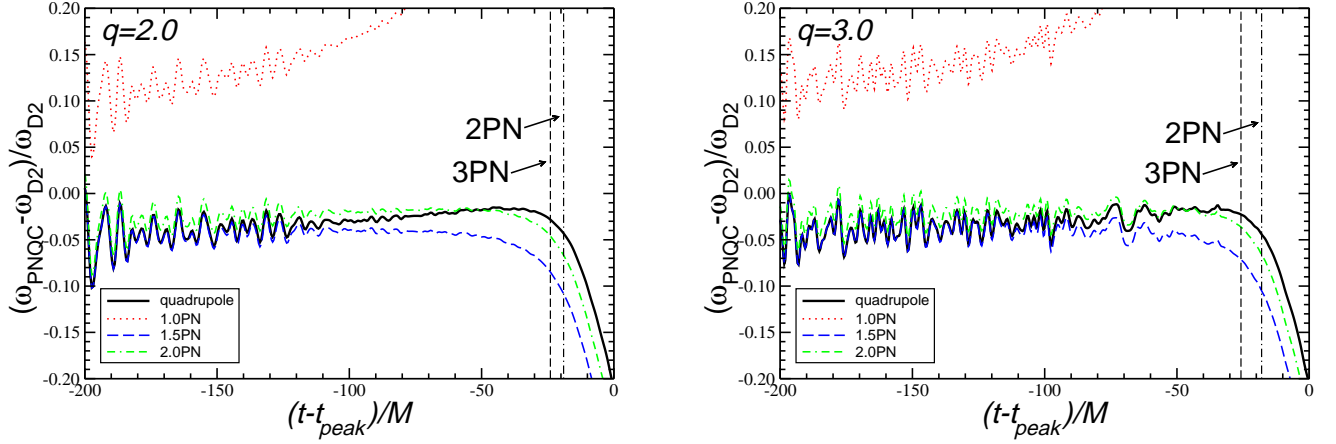 q=2.0
0.20
0.15
0.10
0.05
0.00
-0.05
-0.10
-0.15
-0.20
(ω_PNQC-ω_D2)/ω_D2
2PN
3PN
quadrupole
1.0PN
1.5PN
2.0PN
-200
-150
-100
-50
0
(t-t_peak)/M
q=3.0
0.20
0.15
0.10
0.05
0.00
-0.05
-0.10
-0.15
-0.20
(ω_PNQC-ω_D2)/ω_D2
2PN
3PN
quadrupole
1.0PN
1.5PN
2.0PN
-200
-150
-100
-50
0
(t-t_peak)/M